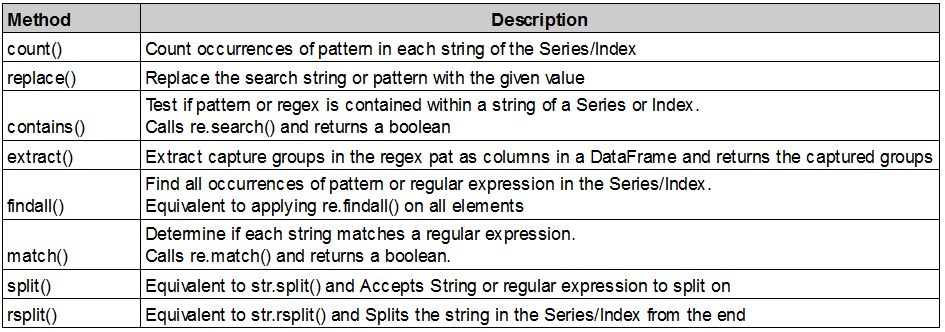 Method Description
count() Count occurrences of pattern in each string of the Series/Index
replace() Replace the search string or pattern with the given value
Test if pattern or regex is contained within a string of a Series or Index.
contains() Calls re.search() and returns a boolean
extract() Extract capture groups in the regex pat as columns in a DataFrame and returns the captured groups
Find all occurrences of pattern or regular expression in the Series/Index.
findall() Equivalent to applying re.findall() on all elements
Determine if each string matches a regular expression.
match() Calls re.match() and returns a boolean.
split() Equivalent to str.split() and Accepts String or regular expression to split on
rsplit() Equivalent to str.rsplit() and Splits the string in the Series/Index from the end